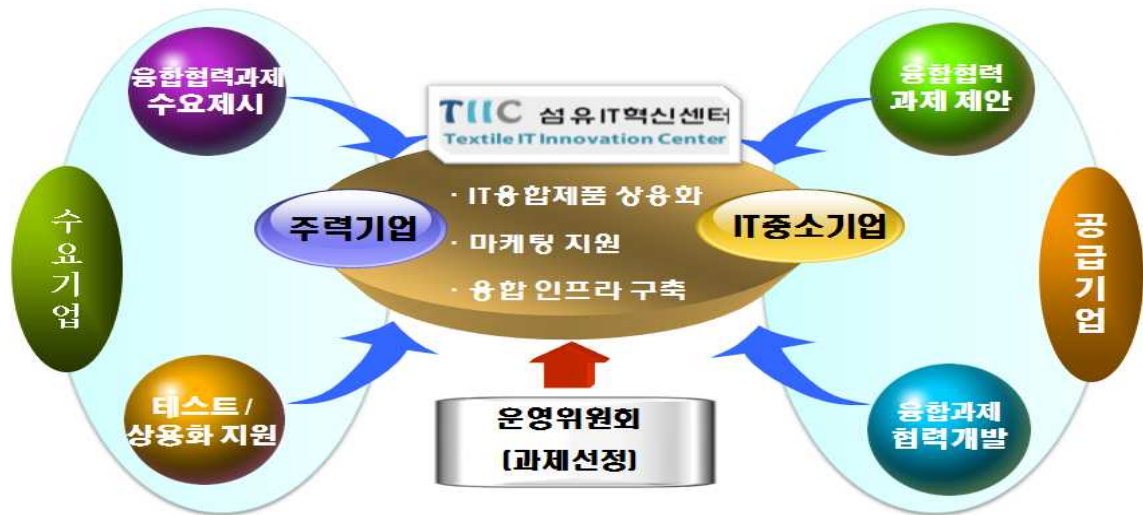 융합협력과제
수요제시
융합협력
과제 제안
TIIC 섬유IT혁신센터
Textile IT Innovation Center
수요기업
주력기업
· IT융합제품 상용화
· 마케팅 지원
· 융합 인프라 구축
IT중소기업
공급기업
테스트 /
상용화 지원
운영위원회
(과제선정)
융합과제
협력개발